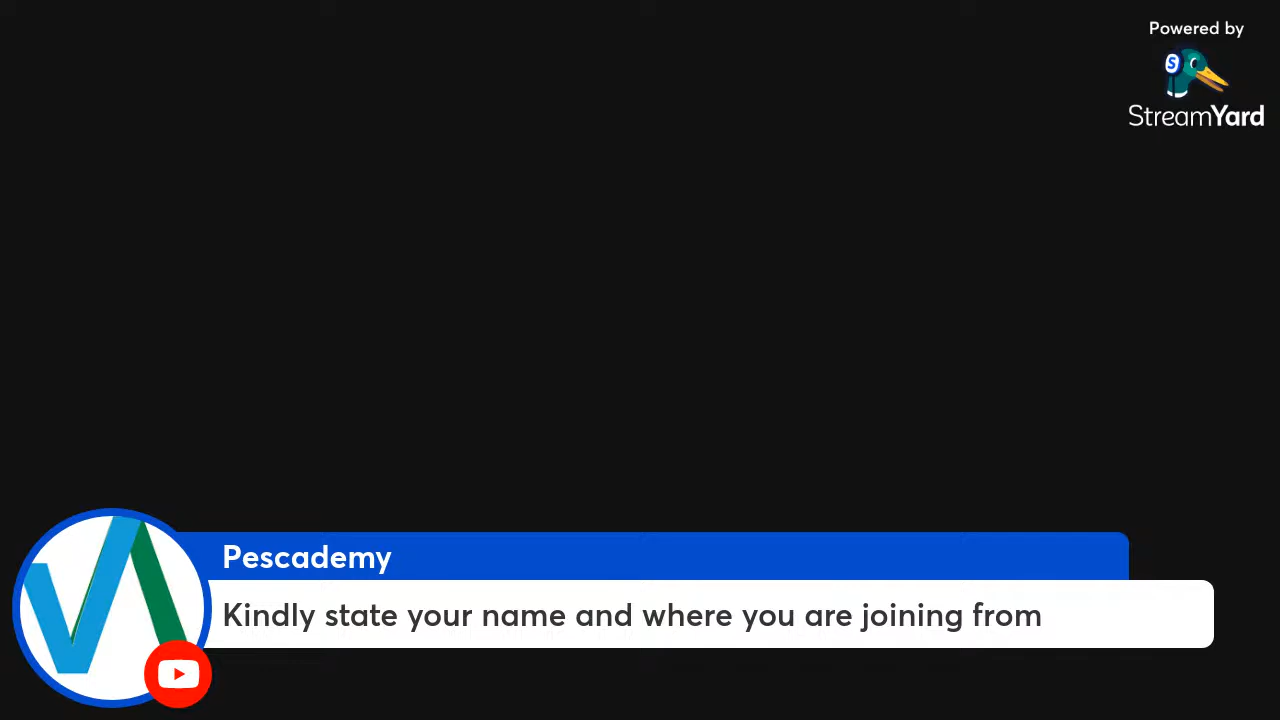 Powered by
S
StreamYard
Pescademy
Kindly state your name and where you are joining from